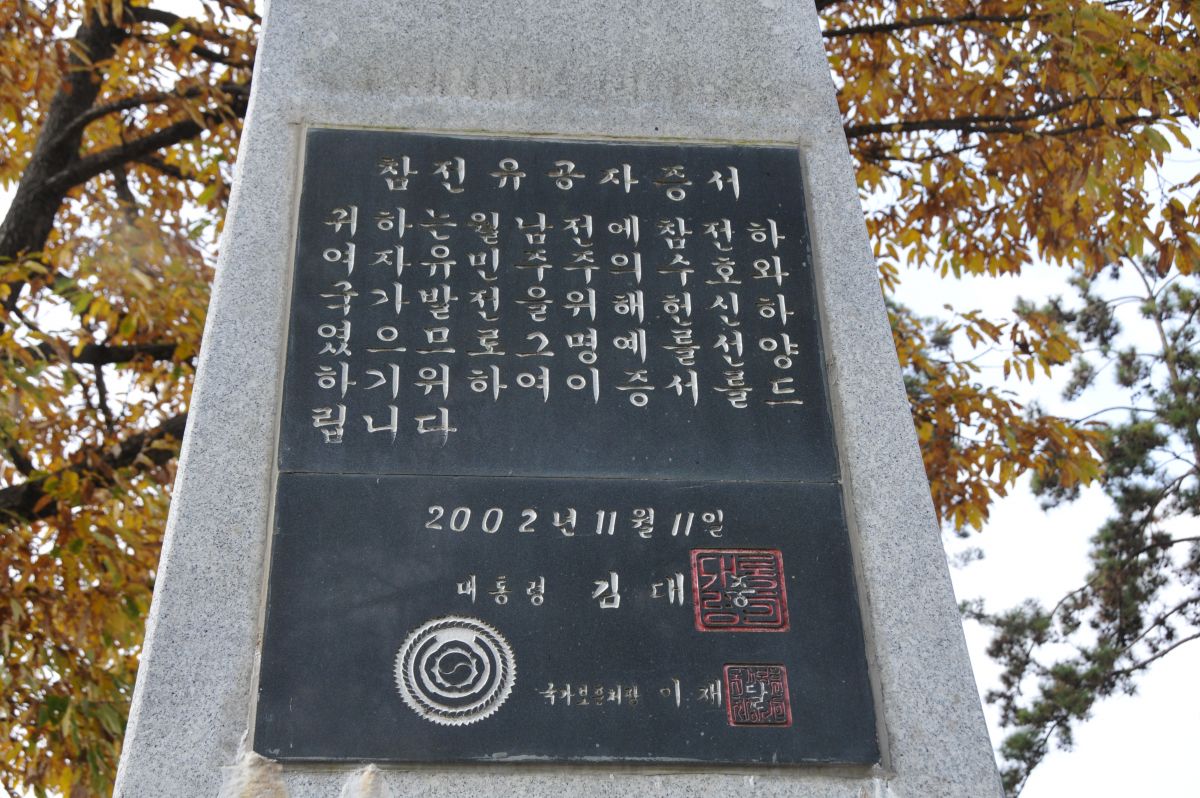 참전유공자증서
귀하는월남전에참전하
여자유민주주의수호와
국가발전을위해헌신하
였으므로그명예를선양
하기위하여이증서를드
립니다
2002년 11월 11일
대통령 김대중
국가보훈처장 이재달